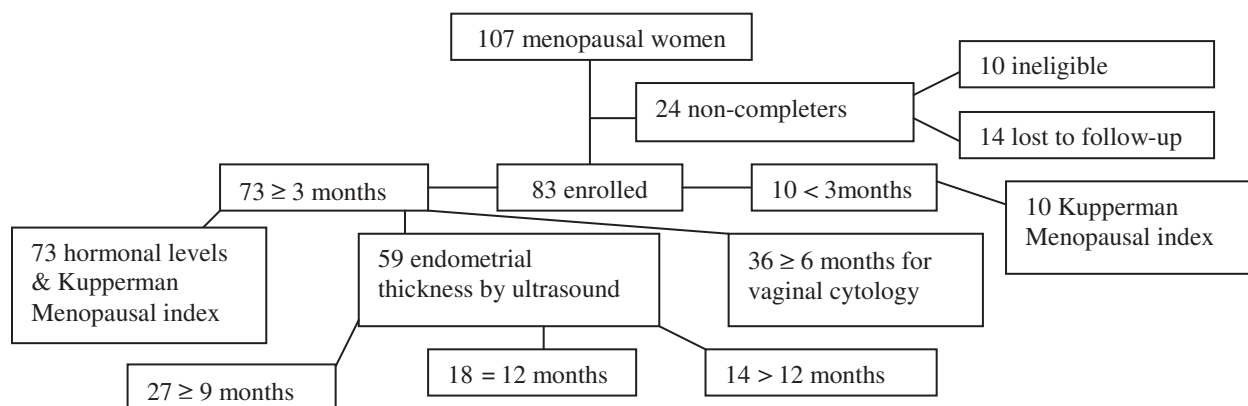 107 menopausal women
10 ineligible
24 non-completers
14 lost to follow-up
73 ≥ 3 months
83 enrolled
10 < 3months
10 Kupperman
Menopausal index
73 hormonal levels
& Kupperman
Menopausal index
59 endometrial
thickness by ultrasound
36 ≥ 6 months for
vaginal cytology
27 ≥ 9 months
18 = 12 months
14 > 12 months